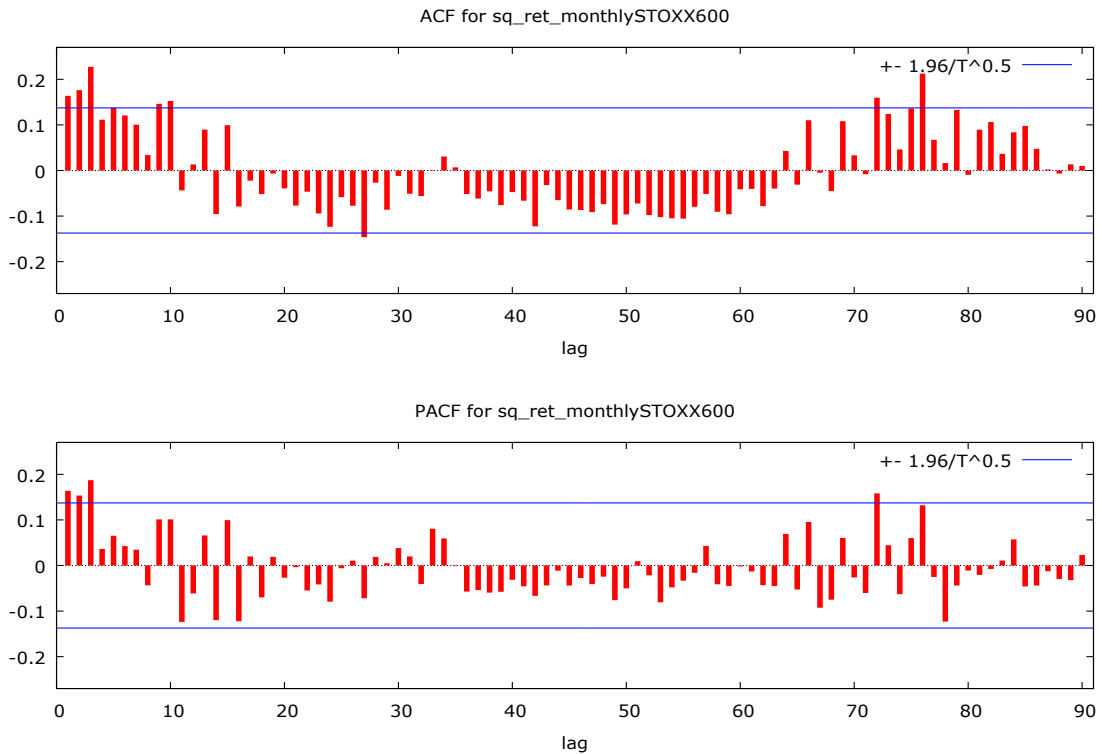 ACF for sq_ret_monthlySTOXX600
+- 1.96/T^0.5
0.2
0.1
0
-0.1
-0.2
0 10 20 30 40 50 60 70 80 90
lag
PACF for sq_ret_monthlySTOXX600
+- 1.96/T^0.5
0.2
0.1
0
-0.1
-0.2
0 10 20 30 40 50 60 70 80 90
lag